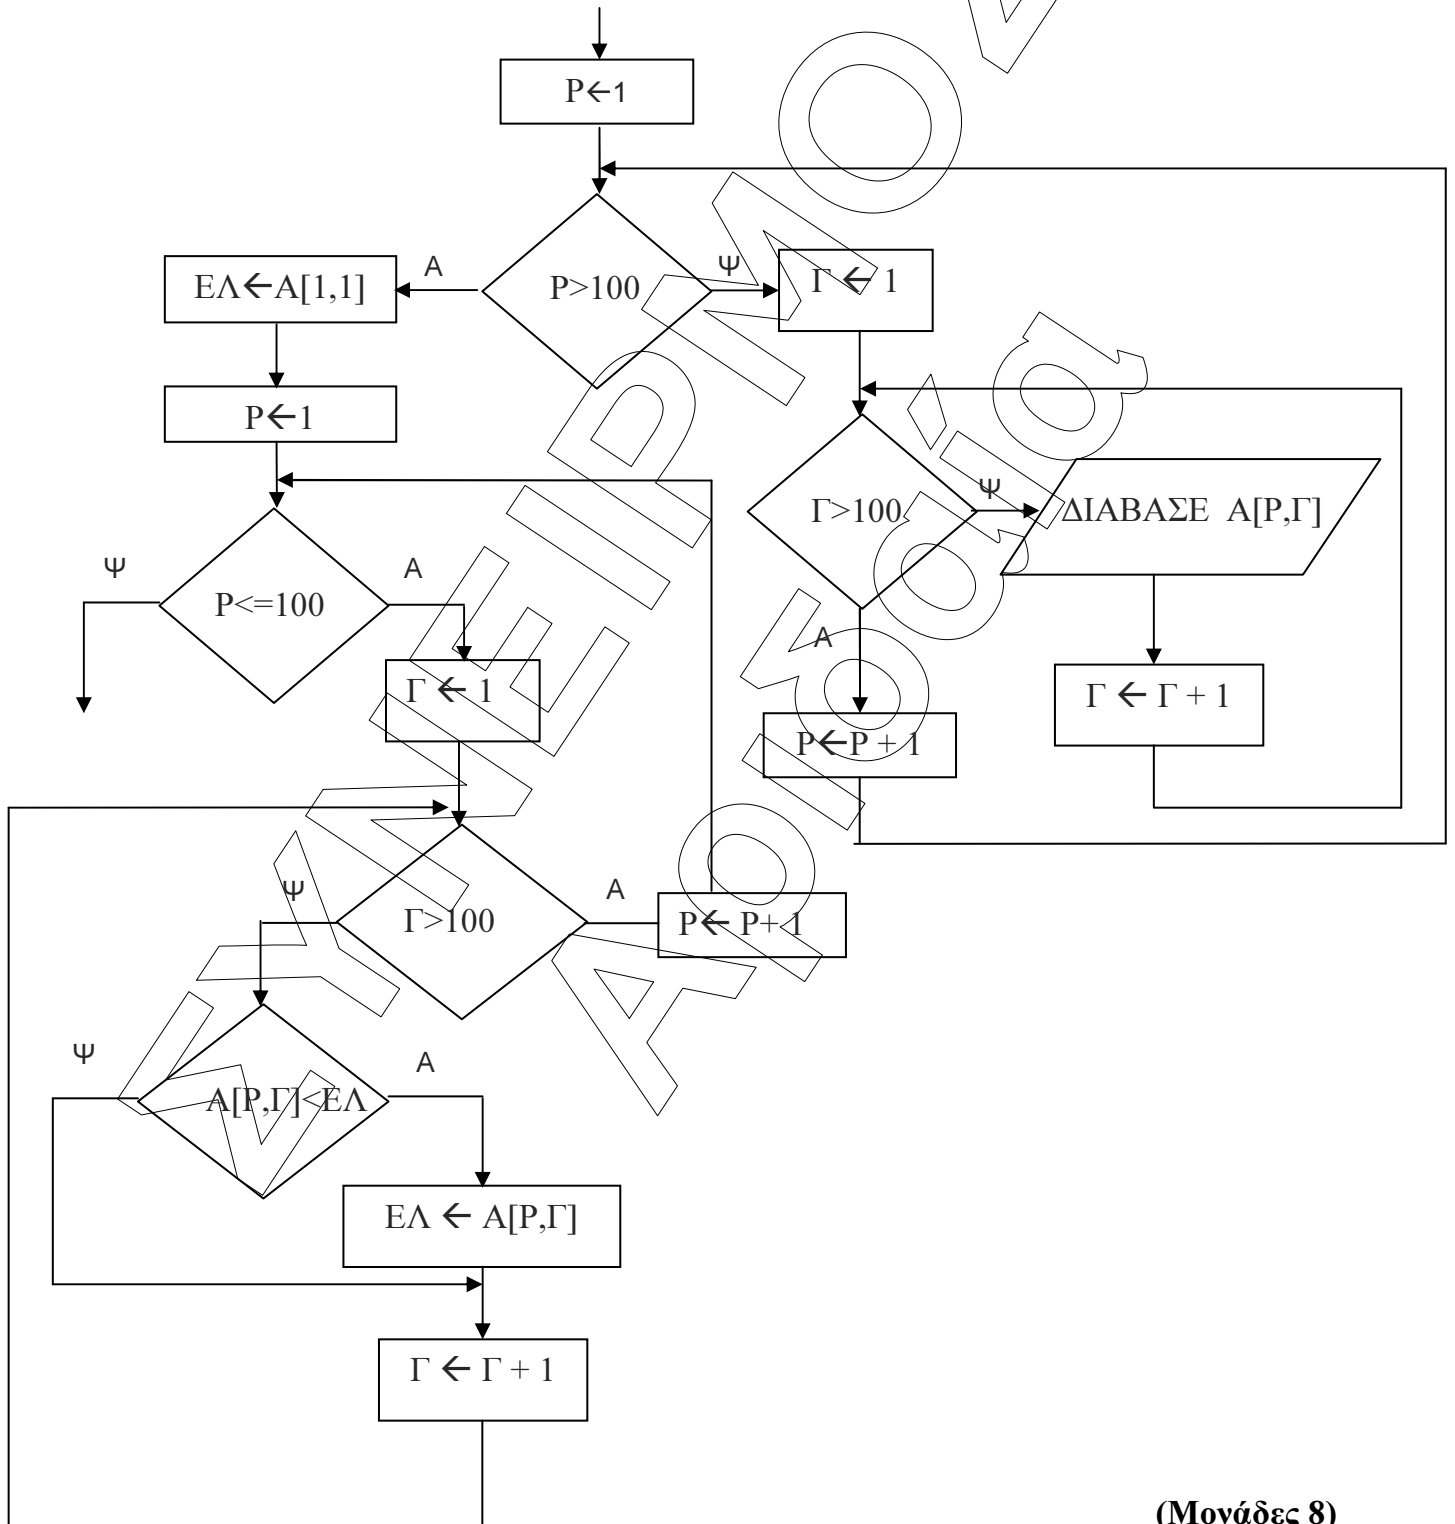 Ρ←1
Ρ>100
Α
Ψ
ΕΛ←Α[1,1]
Γ ← 1
Ρ←1
Γ>100
Ψ
ΔΙΑΒΑΣΕ Α[Ρ,Γ]
Α
Γ ← Γ + 1
Ρ←Ρ + 1
Ρ<=100
Ψ
Α
Γ ← 1
Γ>100
Ψ
Α
Ρ← Ρ+ 1
Α[Ρ,Γ]<ΕΛ
Ψ
Α
ΕΛ ← Α[Ρ,Γ]
Γ ← Γ + 1
(Μονάδες 8)